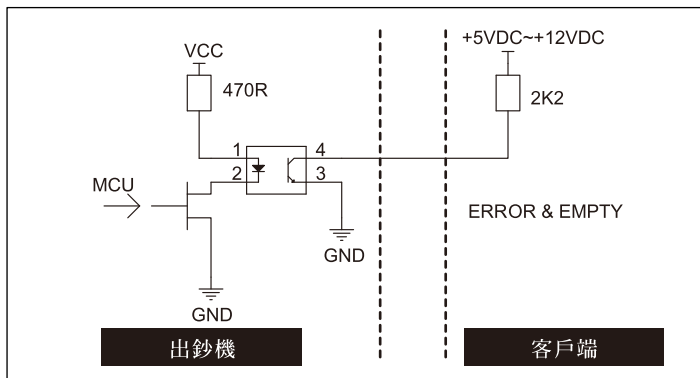 +5VDC~+12VDC
VCC
470R
2K2
1
4
2
3
MCU
ERROR & EMPTY
GND
GND
出鈔機
客戶端